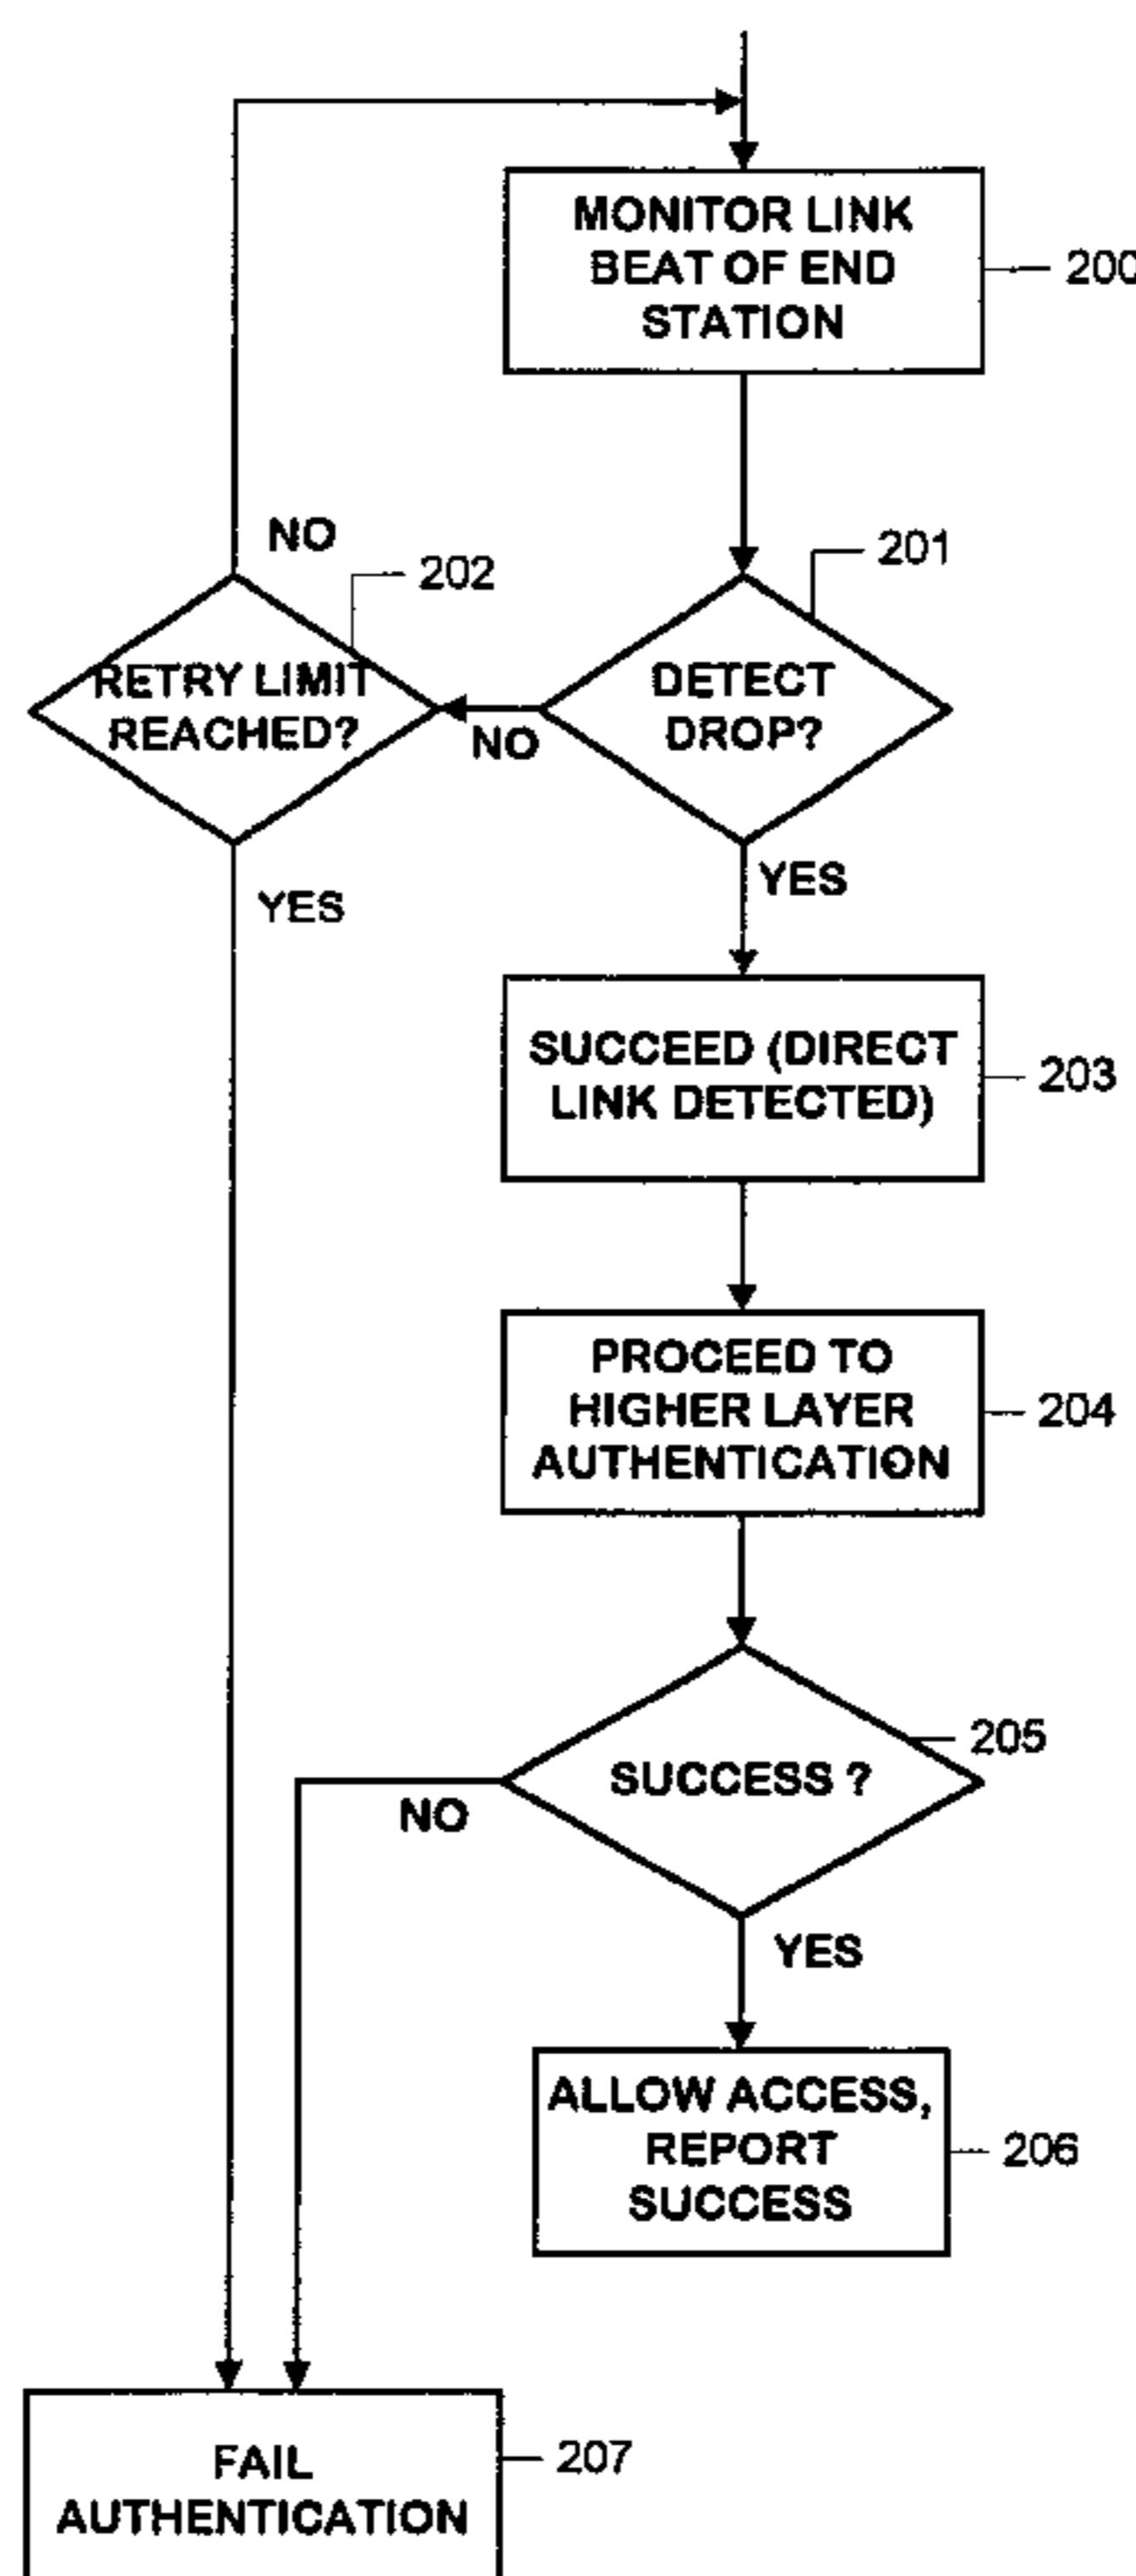 MONITOR LINK
BEAT OF END
STATION
200
NO
202
201
RETRY LIMIT
REACHED?
DETECT
DROP?
NO
YES
YES
SUCCEED (DIRECT
LINK DETECTED)
203
PROCEED TO
HIGHER LAYER
AUTHENTICATION
204
205
SUCCESS ?
NO
YES
ALLOW ACCESS,
REPORT
SUCCESS
206
FAIL
AUTHENTICATION
207